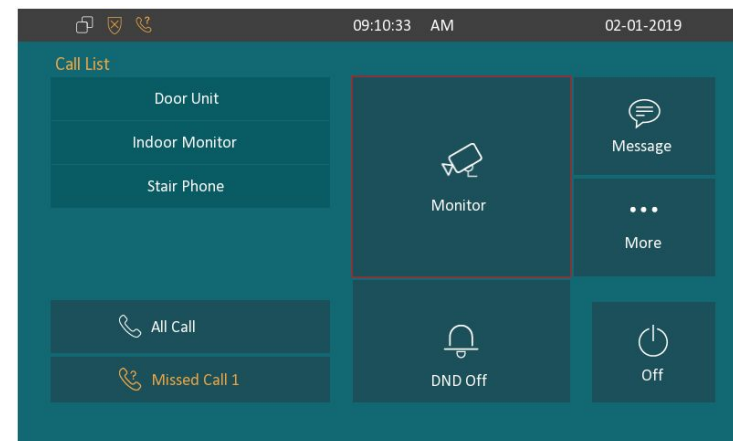 09:10:33 AM 02-01-2019
Call List
Door Unit
Indoor Monitor
Stair Phone
Monitor
Message
More
All Call
Missed Call 1
DND Off
Off